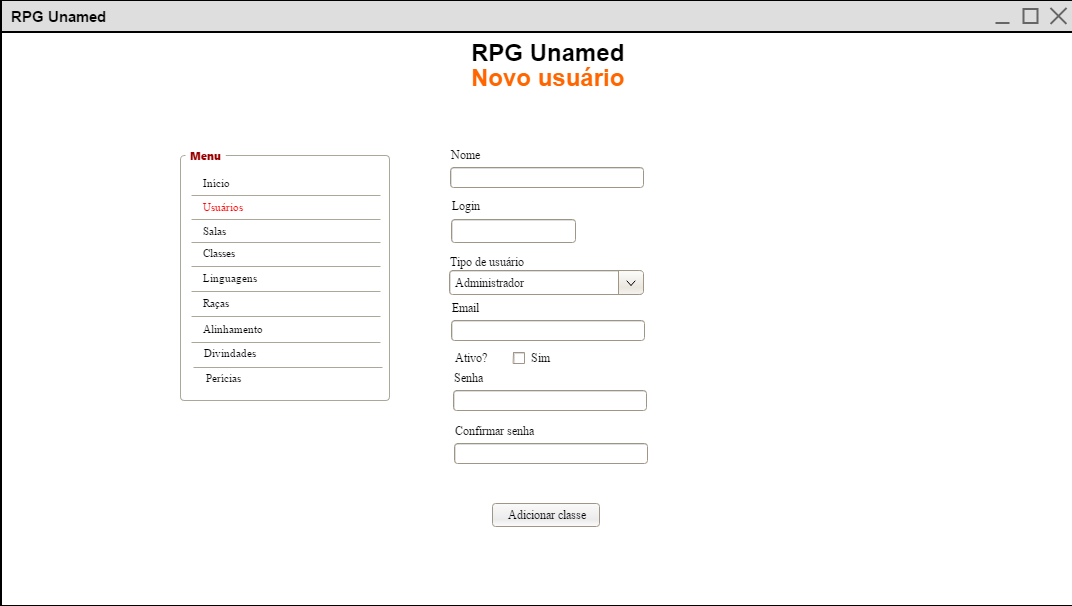 RPG Unamed
RPG Unamed
Novo usuário
Menu
Início
Usuários
Salas
Classes
Linguagens
Raças
Alinhamento
Divindades
Perícias
Nome
Login
Tipo de usuário
Administrador
Email
Ativo? Sim
Senha
Confirmar senha
Adicionar classe